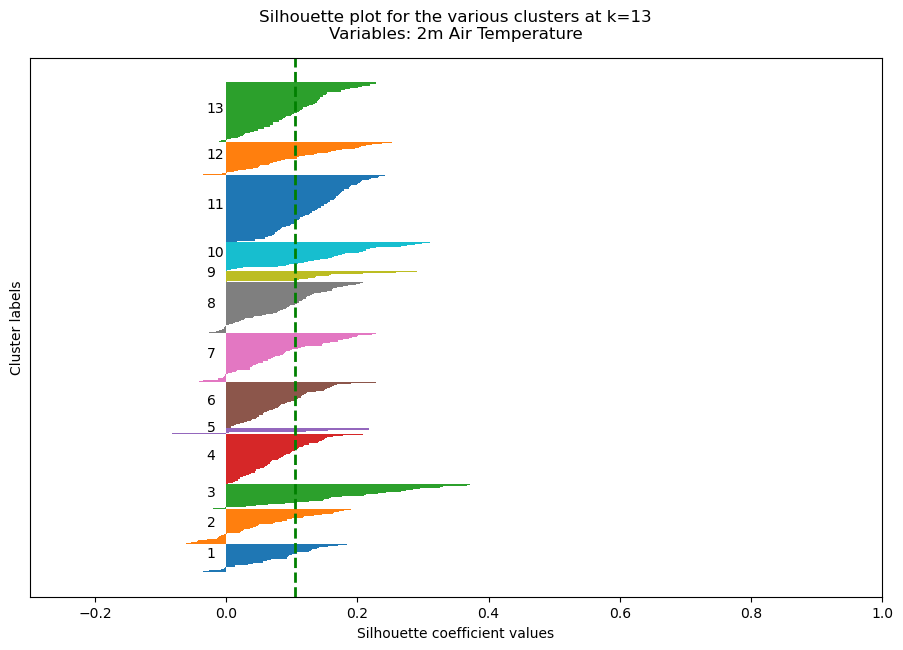 Silhouette plot for the various clusters at k=13
Variables: 2m Air Temperature
13
12
11
10
9
8
7
6
5
4
3
2
1
Cluster labels
−0.2 0.0 0.2 0.4 0.6 0.8 1.0
Silhouette coefficient values